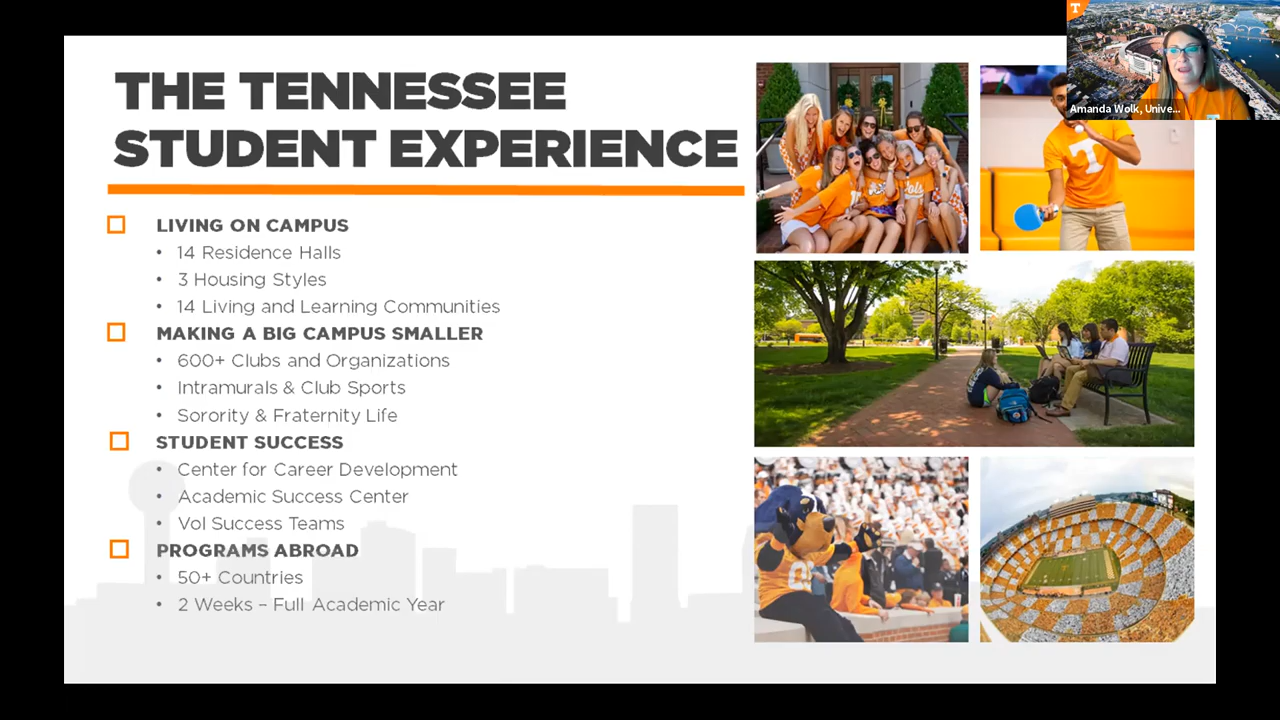 THE TENNESSEE
STUDENT EXPERIENCE
LIVING ON CAMPUS
• 14 Residence Halls
• 3 Housing Styles
• 14 Living and Learning Communities
MAKING A BIG CAMPUS SMALLER
• 600+ Clubs and Organizations
• Intramurals & Club Sports
• Sorority & Fraternity Life
STUDENT SUCCESS
• Center for Career Development
• Academic Success Center
• Vol Success Teams
PROGRAMS ABROAD
• 50+ Countries
• 2 Weeks – Full Academic Year
T
Amanda Wolk, Unive...
T